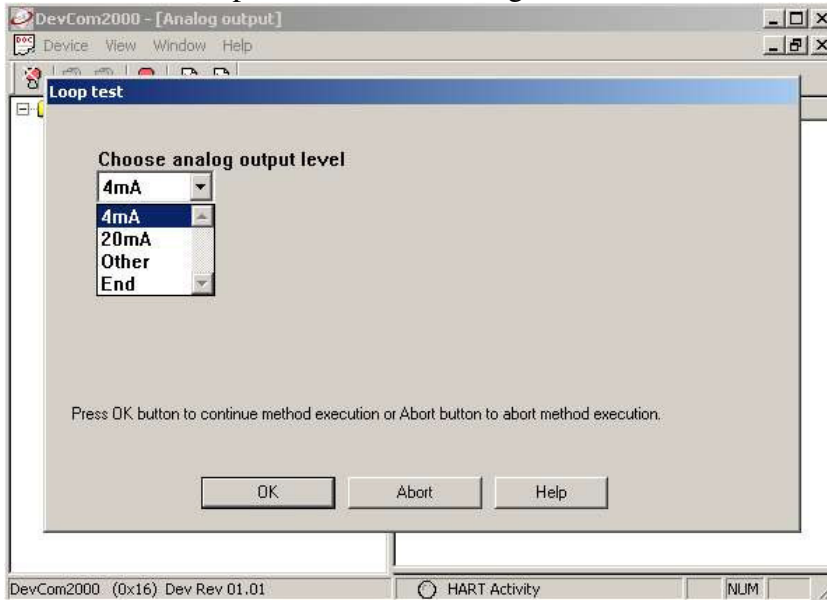 DevCom2000 - [Analog output]
Device View Window Help
Loop test
Choose analog output level
4mA
4mA
20mA
Other
End
Press OK button to continue method execution or Abort button to abort method execution.
OK Abort Help
DevCom2000 (0x16) Dev Rev 01.01 HART Activity NUM